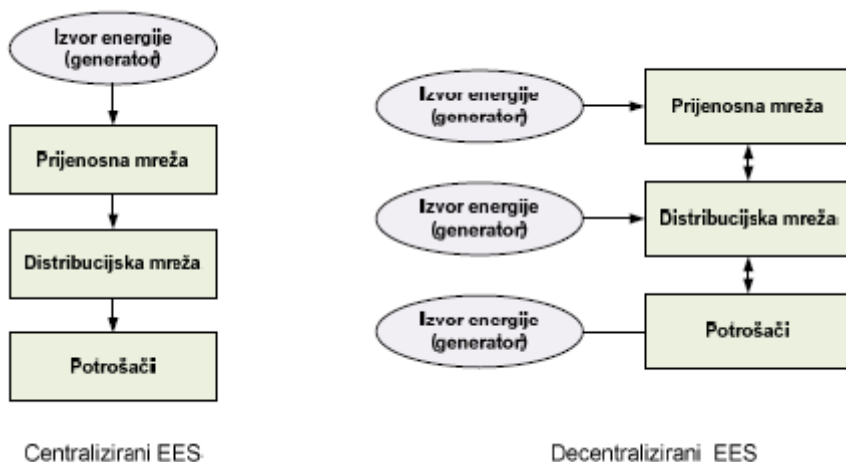 Izvor energije
(generator)
Prijenosna mreža
Distribucijska mreža
Potrošači
Centralizirani EES
Izvor energije
(generator)
Prijenosna mreža
Izvor energije
(generator)
Distribucijska mreža
Izvor energije
(generator)
Potrošači
Decentralizirani EES